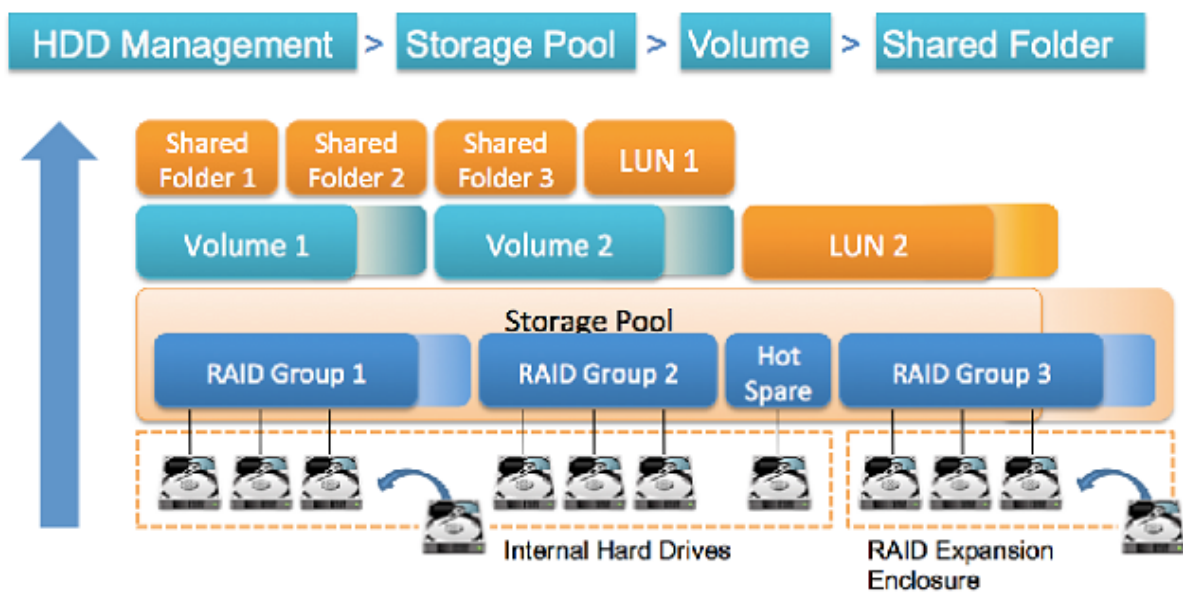 HDD Management > Storage Pool > Volume > Shared Folder
Shared Folder 1
Shared Folder 2
Shared Folder 3
LUN 1
Volume 1
Volume 2
LUN 2
Storage Pool
RAID Group 1
RAID Group 2
Hot Spare
RAID Group 3
Internal Hard Drives
RAID Expansion
Enclosure